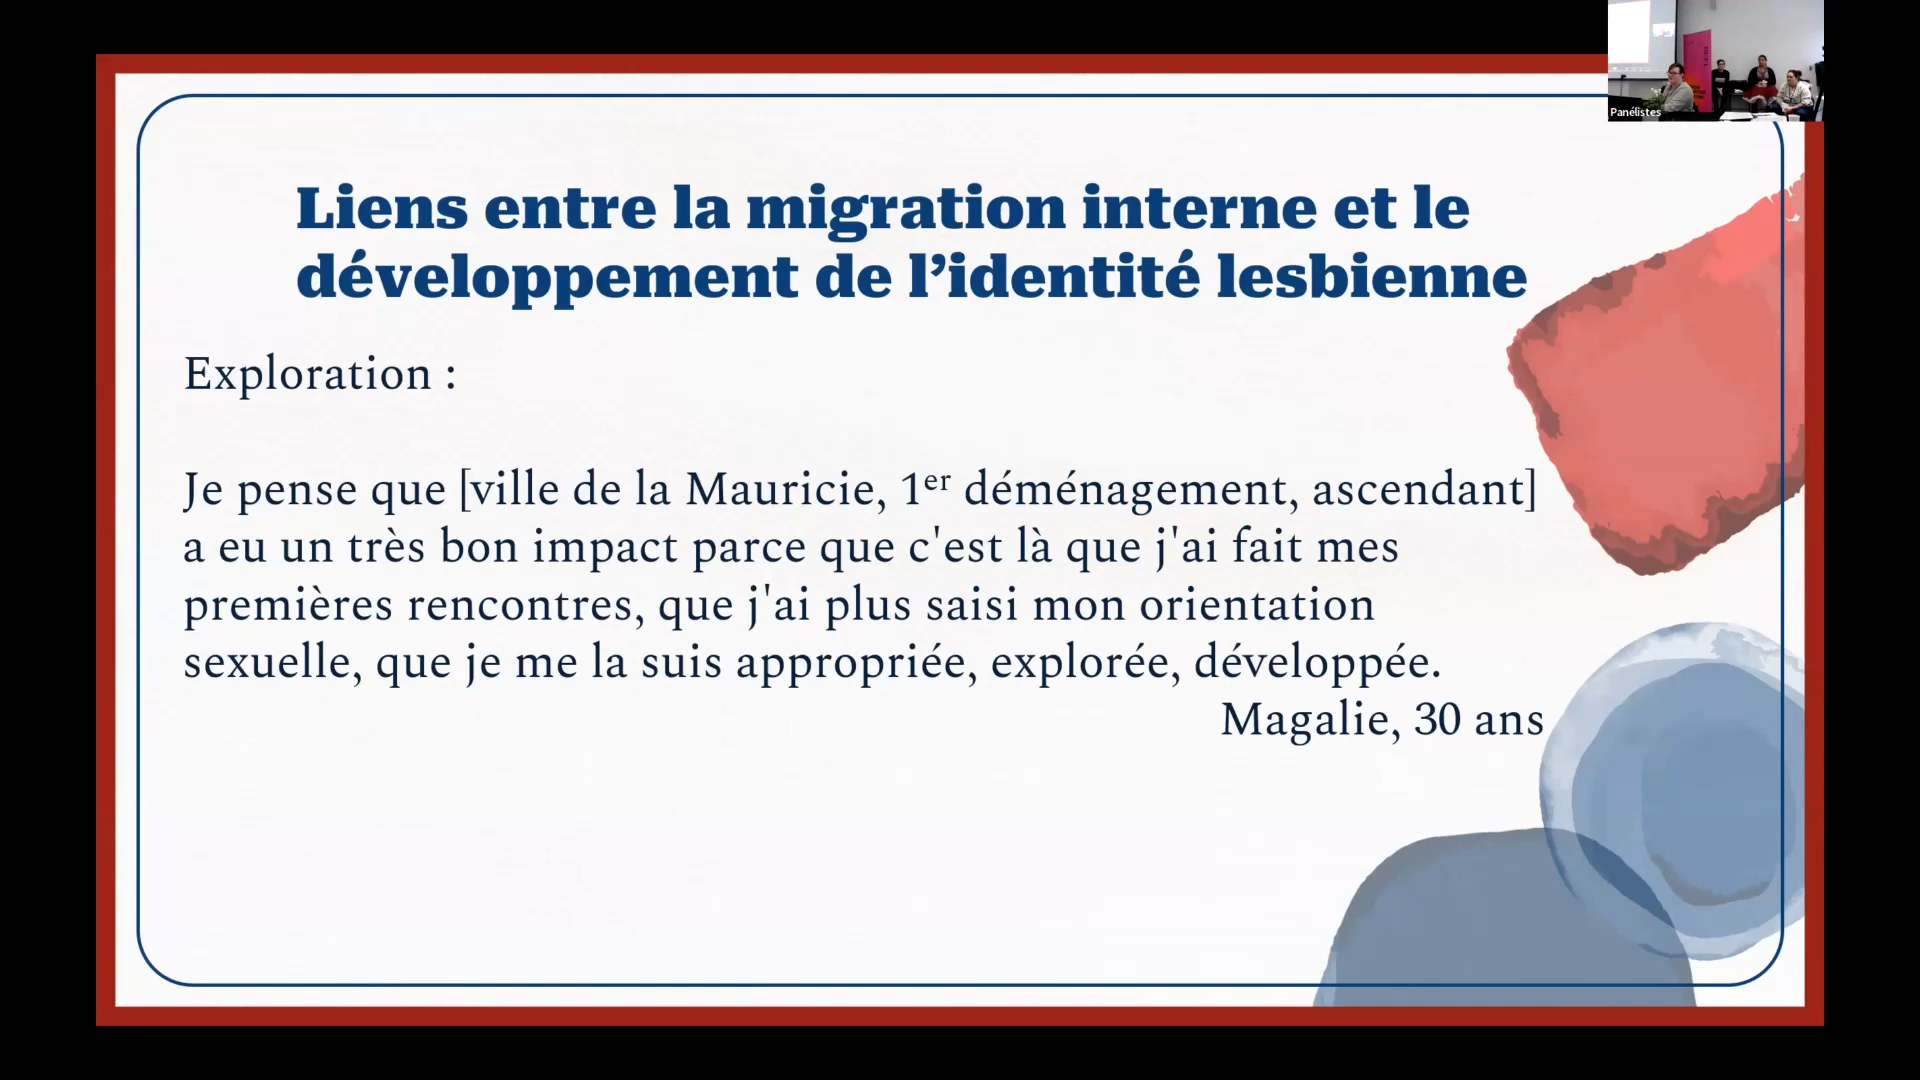 Panélistes
Liens entre la migration interne et le
développement de l’identité lesbienne
Exploration :
Je pense que [ville de la Mauricie, 1er déménagement, ascendant]
a eu un très bon impact parce que c'est là que j'ai fait mes
premières rencontres, que j'ai plus saisi mon orientation
sexuelle, que je me la suis appropriée, explorée, développée.
Magalie, 30 ans